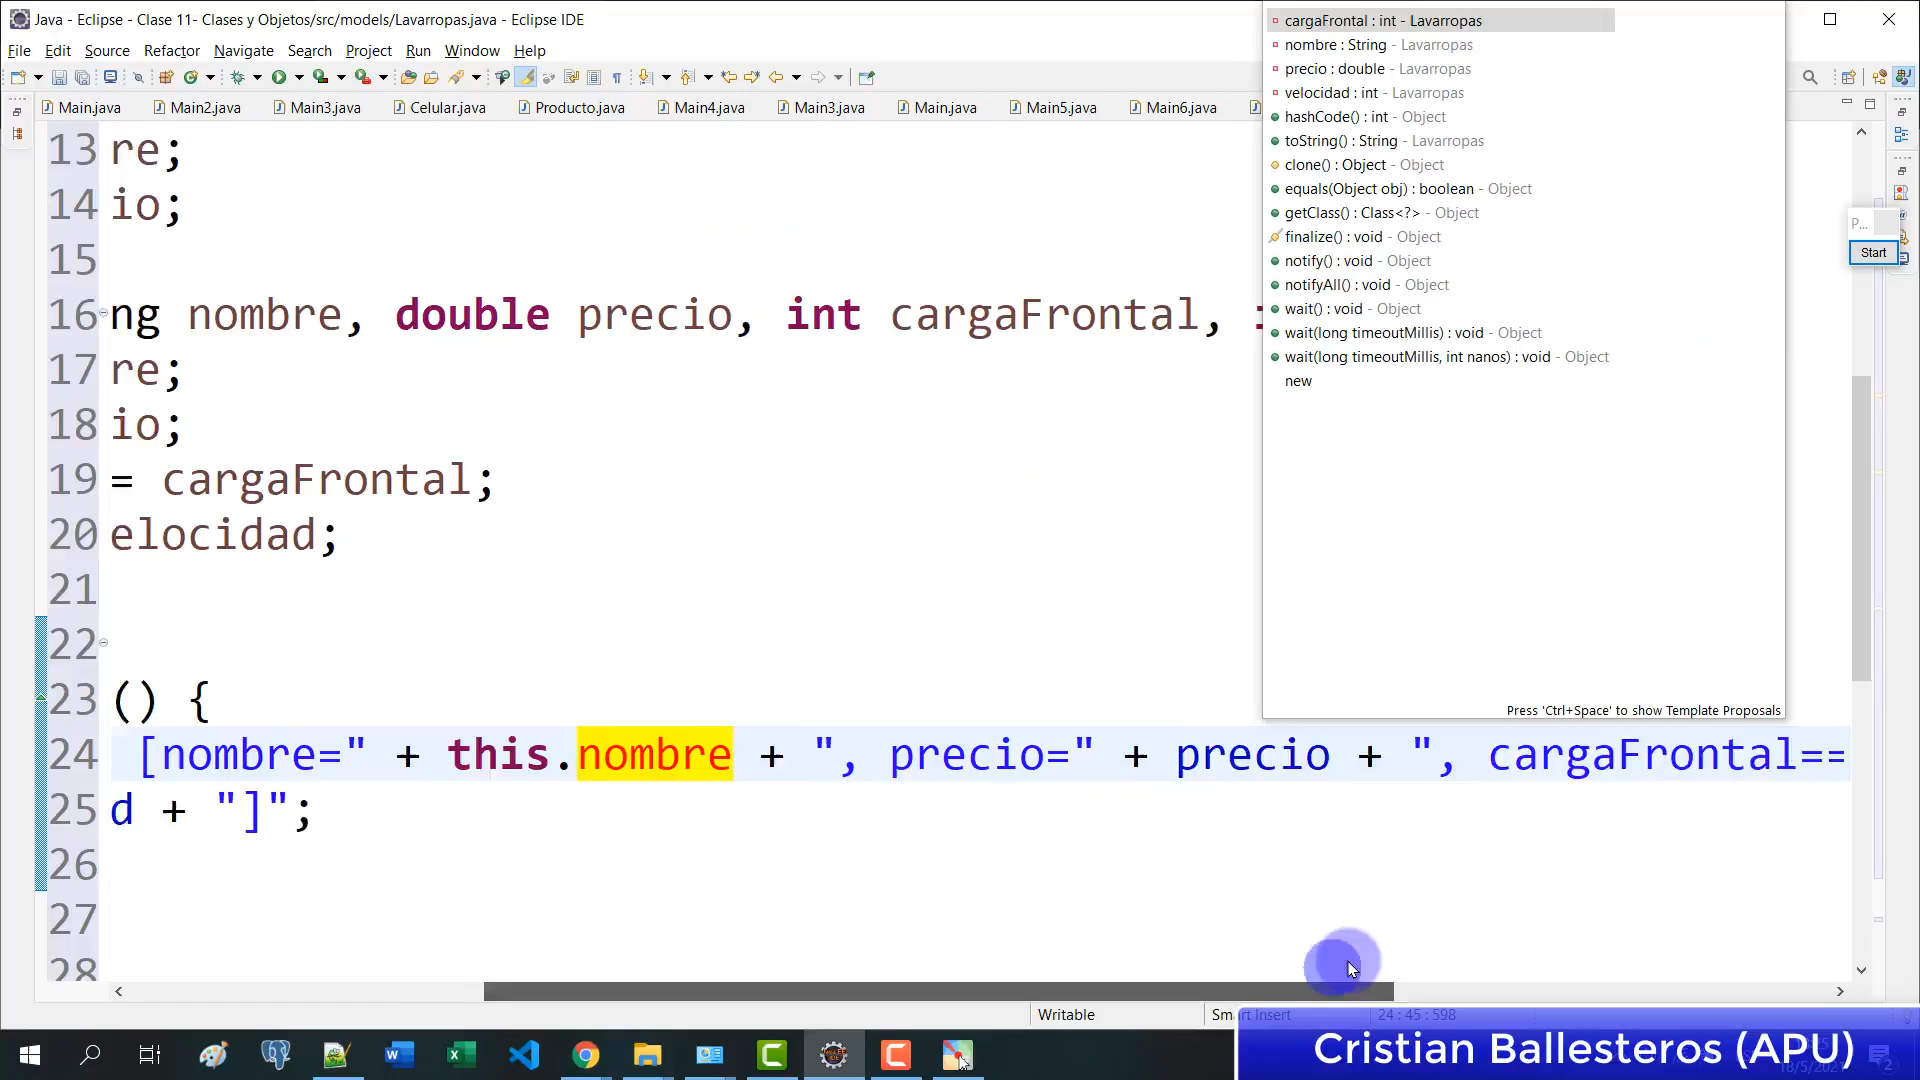 Java - Eclipse - Clase 11- Clases y Objetos/src/models/Lavarropas.java - Eclipse IDE
File Edit Source Refactor Navigate Search Project Run Window Help
Main.java Main2.java Main3.java Celular.java Producto.java Main4.java Main3.java Main.java Main5.java Main6.java
13 re;
14 io;
15
16 ng nombre, double precio, int cargaFrontal,
17 re;
18 io;
19 = cargaFrontal;
20 elocidad;
21
22
23 () {
24 [nombre=" + this.nombre + ", precio=" + precio + ", cargaFrontal==
25 d + "]";
26
27
28
cargaFrontal : int - Lavarropas
nombre : String - Lavarropas
precio : double - Lavarropas
velocidad : int - Lavarropas
hashCode() : int - Object
toString() : String - Lavarropas
clone() : Object - Object
equals(Object obj) : boolean - Object
getClass() : Class<?> - Object
finalize() : void - Object
notify() : void - Object
notifyAll() : void - Object
wait() : void - Object
wait(long timeoutMillis) : void - Object
wait(long timeoutMillis, int nanos) : void - Object
new
Press 'Ctrl+Space' to show Template Proposals
P...
Start
Writable
Smart Insert
24 : 45 : 598
Cristian Ballesteros (APU)